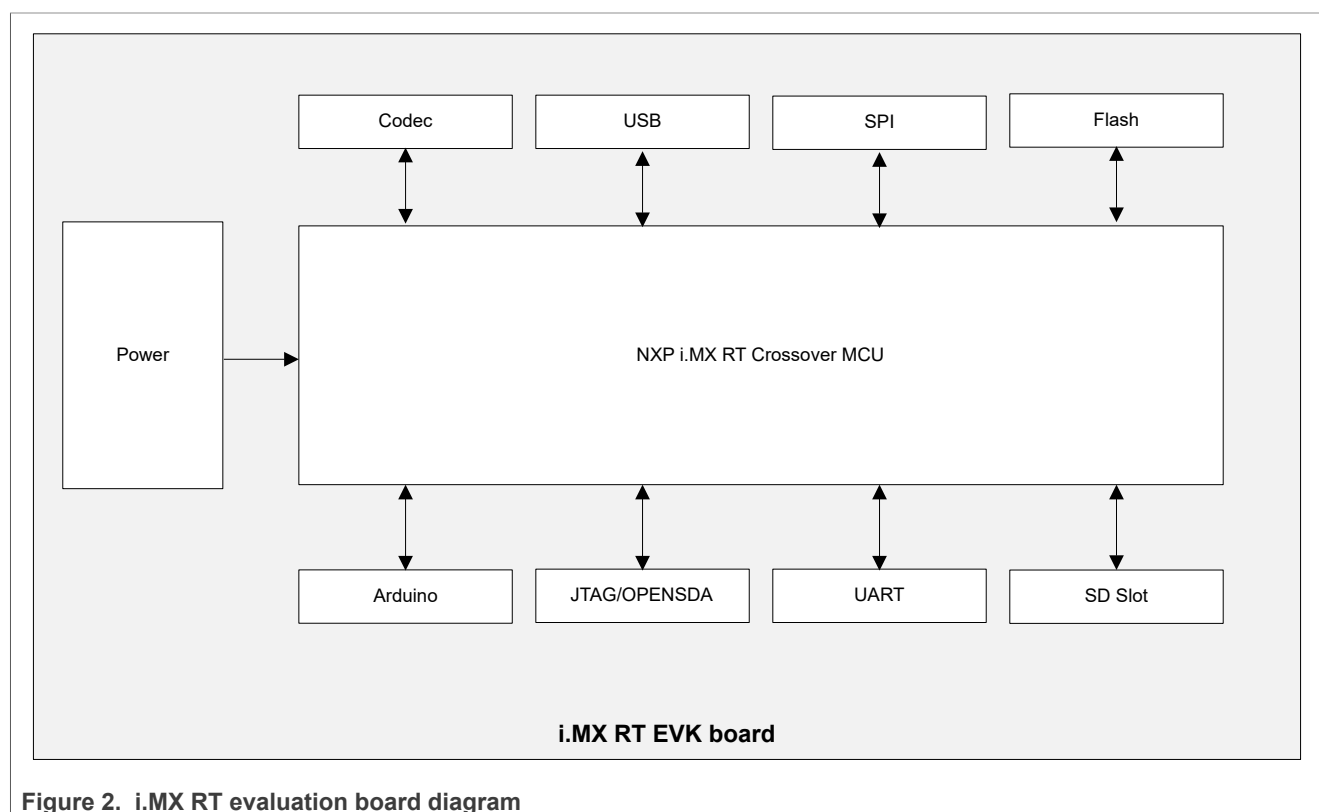 Codec
USB
SPI
Flash
Power
NXP i.MX RT Crossover MCU
Arduino
JTAG/OPENSDA
UART
SD Slot
i.MX RT EVK board
Figure 2. i.MX RT evaluation board diagram